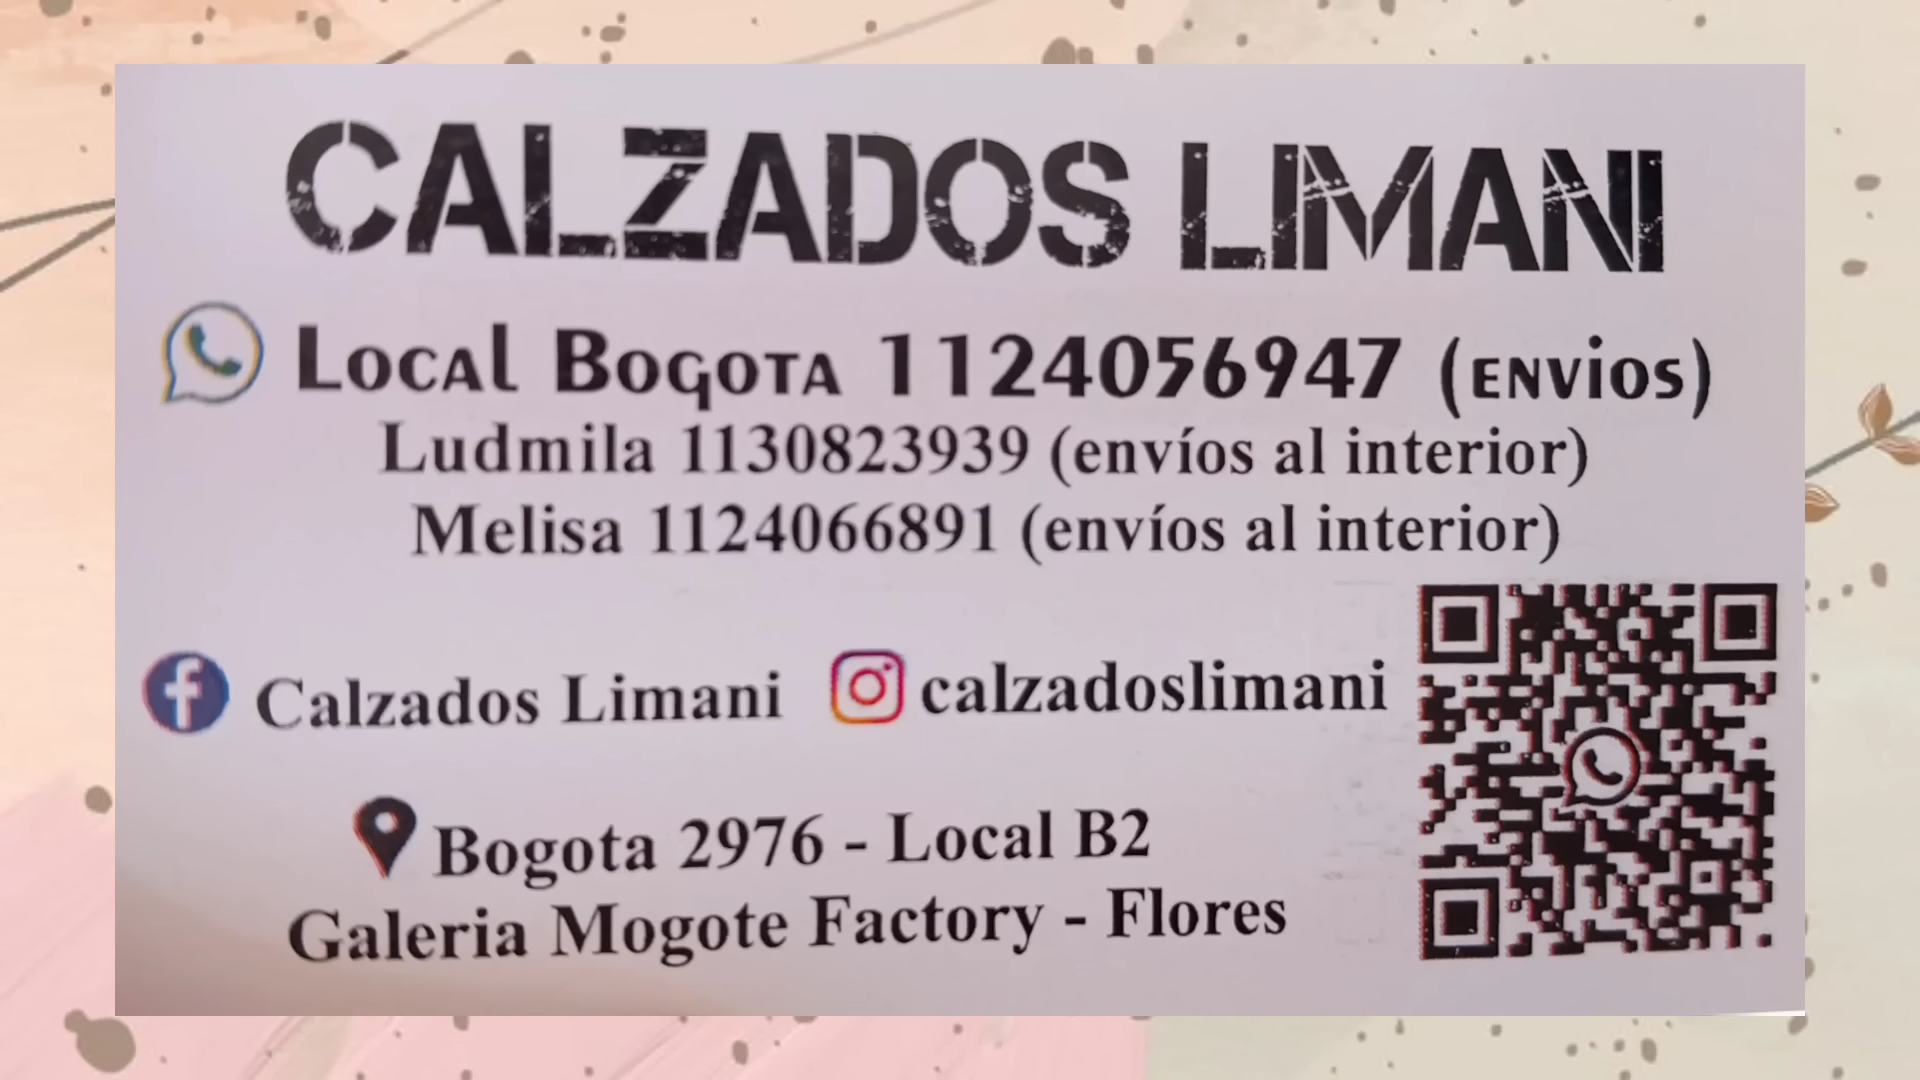 CALZADOS LIMANI
Local Bogota 1124056947 (envios)
Ludmila 1130823939 (envíos al interior)
Melisa 1124066891 (envíos al interior)
Calzados Limani calzadoslimani
Bogota 2976 - Local B2
Galeria Mogote Factory - Flores